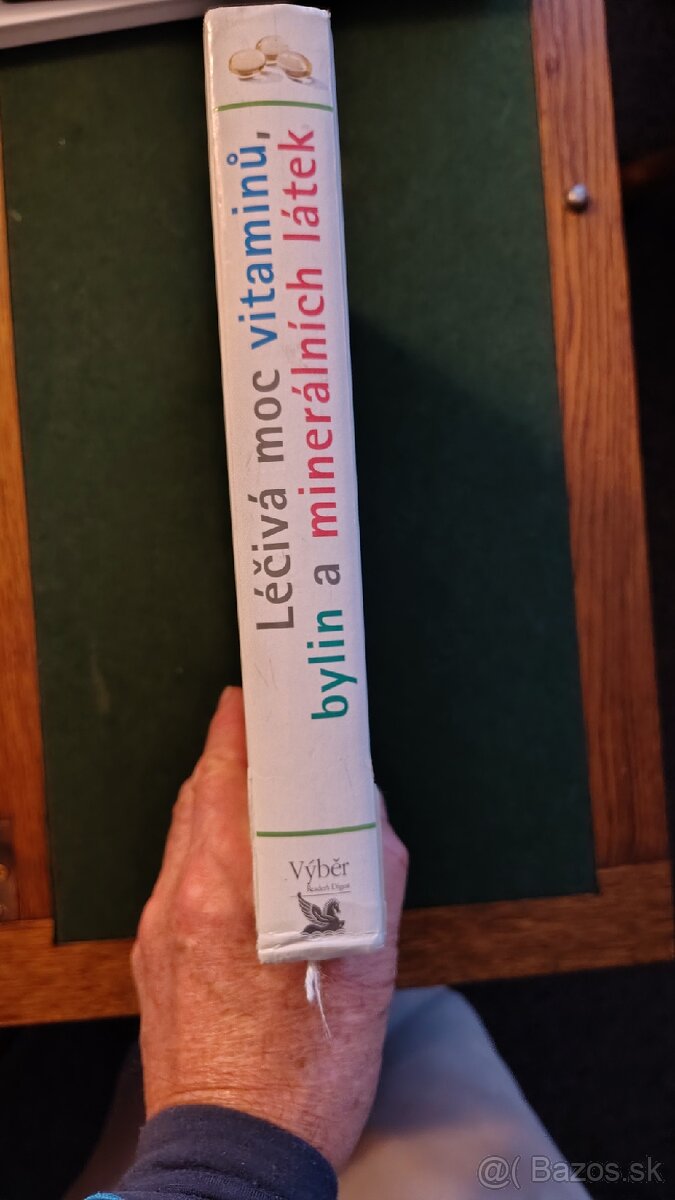 Léčivá moc vitaminů,
bylin a minerálních látek
Výběr
Reader's Digest
@( Bazos.sk